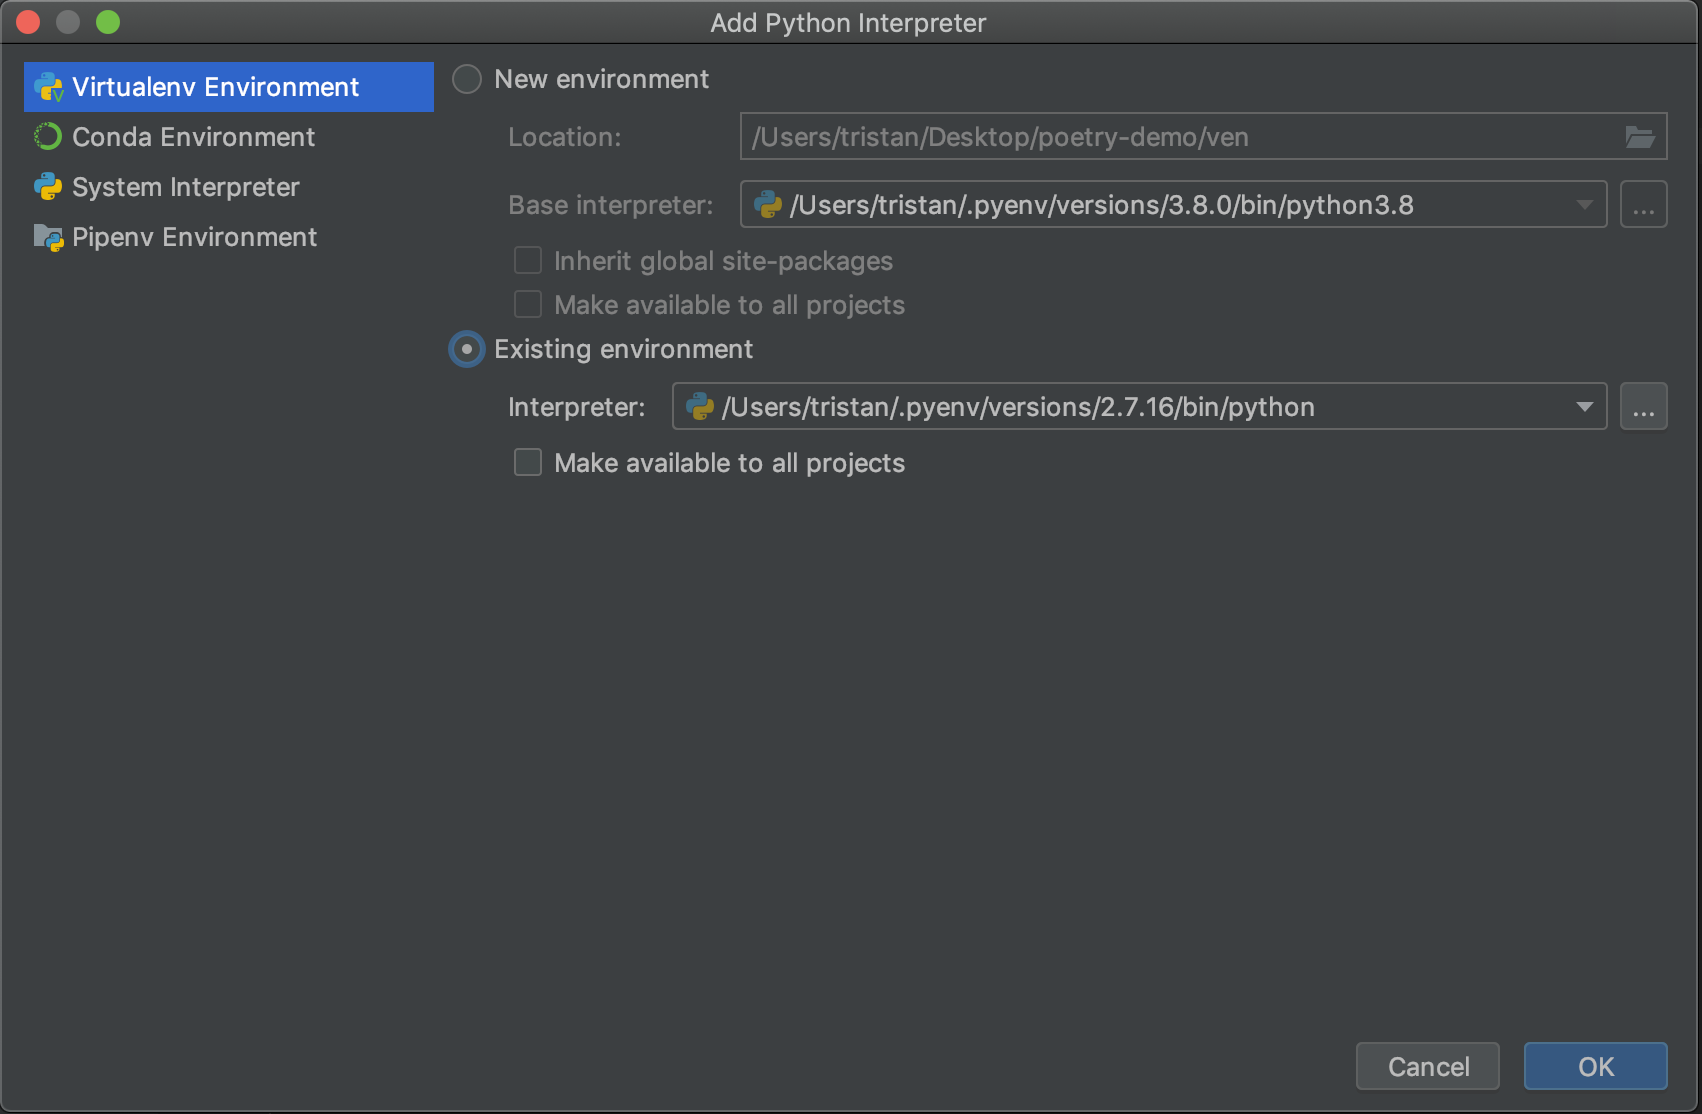 Add Python Interpreter
Virtualenv Environment
Conda Environment
System Interpreter
Pipenv Environment
New environment
Location: /Users/tristan/Desktop/poetry-demo/ven
Base interpreter: /Users/tristan/.pyenv/versions/3.8.0/bin/python3.8 ...
Inherit global site-packages
Make available to all projects
Existing environment
Interpreter: /Users/tristan/.pyenv/versions/2.7.16/bin/python ...
Make available to all projects
Cancel OK